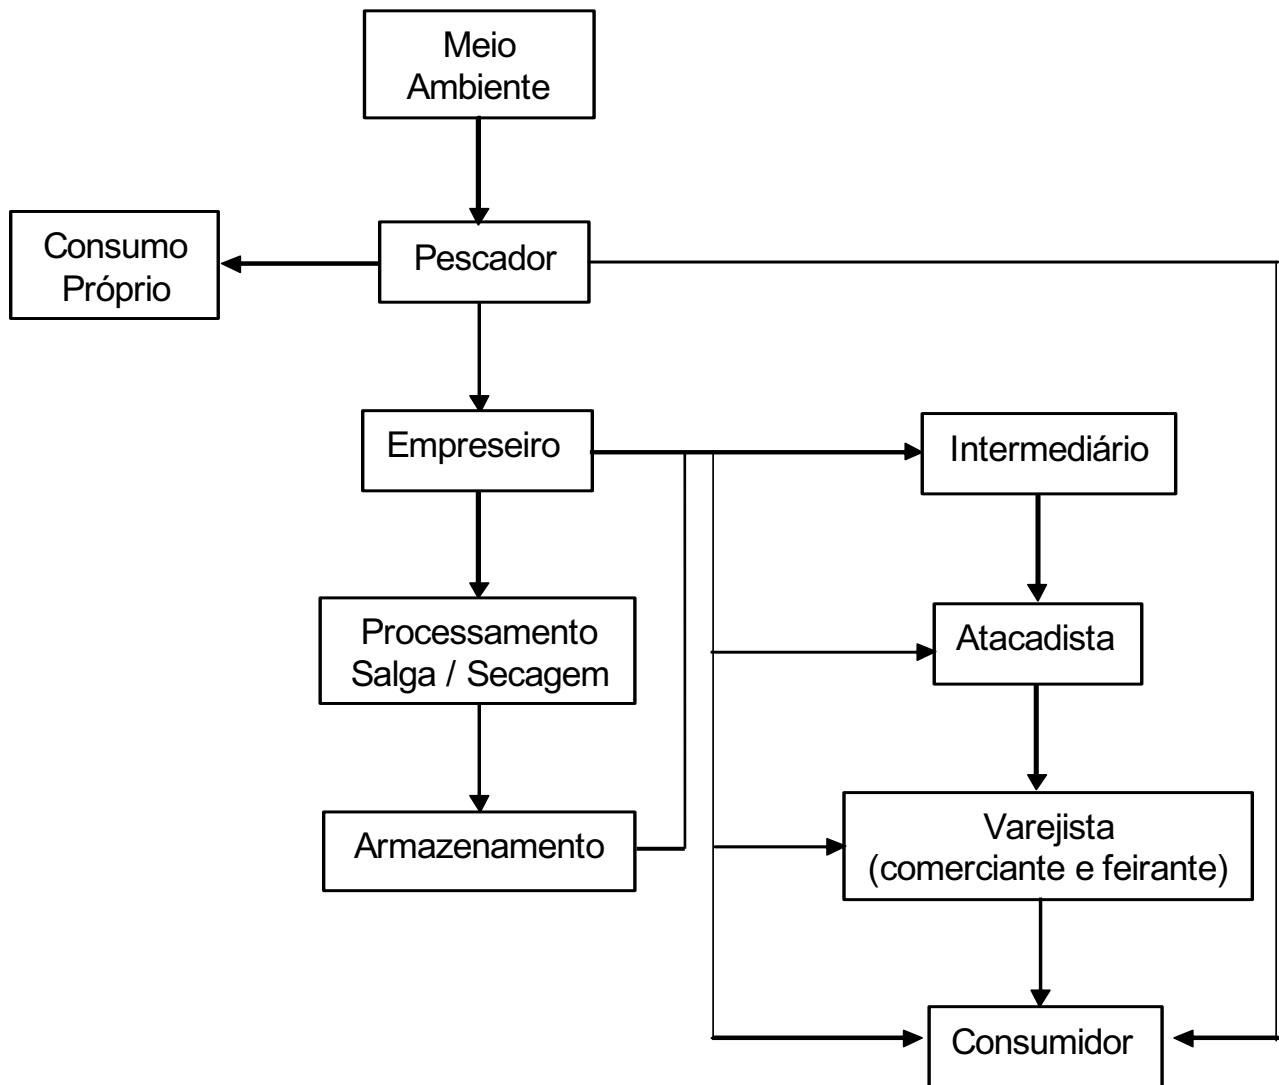 Meio
Ambiente
Consumo
Próprio
Pescador
Empreseiro
Intermediário
Processamento
Salga / Secagem
Atacadista
Armazenamento
Varejista
(comerciante e feirante)
Consumidor